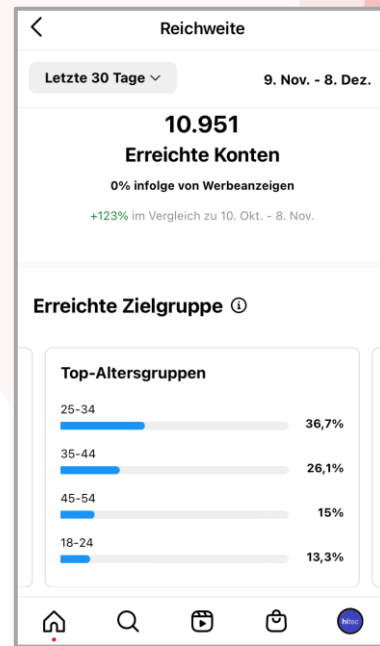 Reichweite
Letzte 30 Tage
9. Nov. - 8. Dez.
10.951
Erreichte Konten
0% infolge von Werbeanzeigen
+123% im Vergleich zu 10. Okt. - 8. Nov.
Erreichte Zielgruppe
Top-Altersgruppen
25-34
36,7%
35-44
26,1%
45-54
15%
18-24
13,3%
hitec